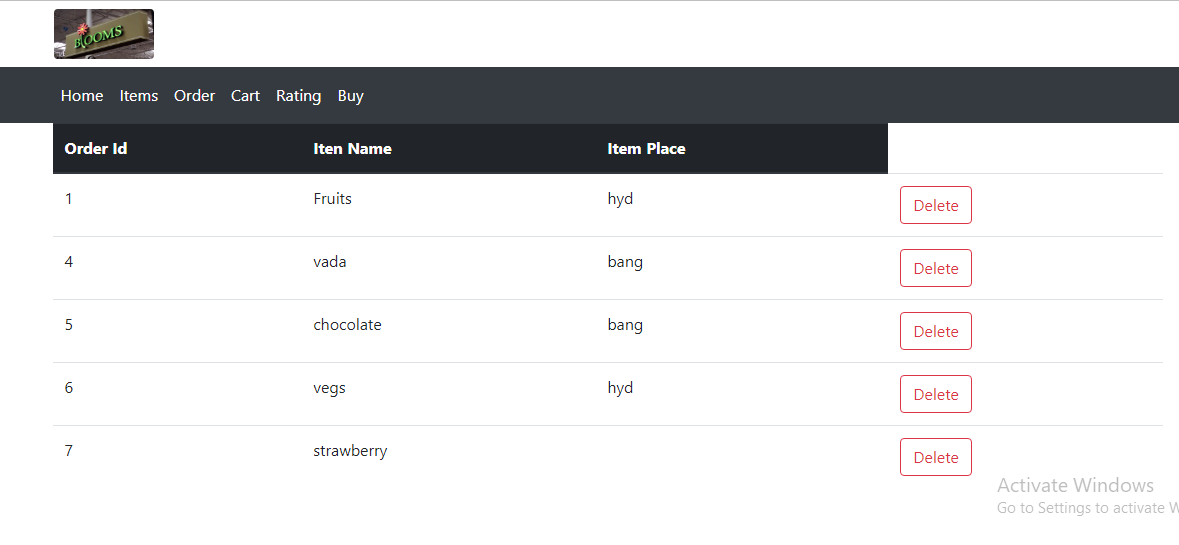 BLOOMS
Home Items Order Cart Rating Buy
Order Id Iten Name Item Place
1 Fruits hyd Delete
4 vada bang Delete
5 chocolate bang Delete
6 vegs hyd Delete
7 strawberry Delete
Activate Windows
Go to Settings to activate W